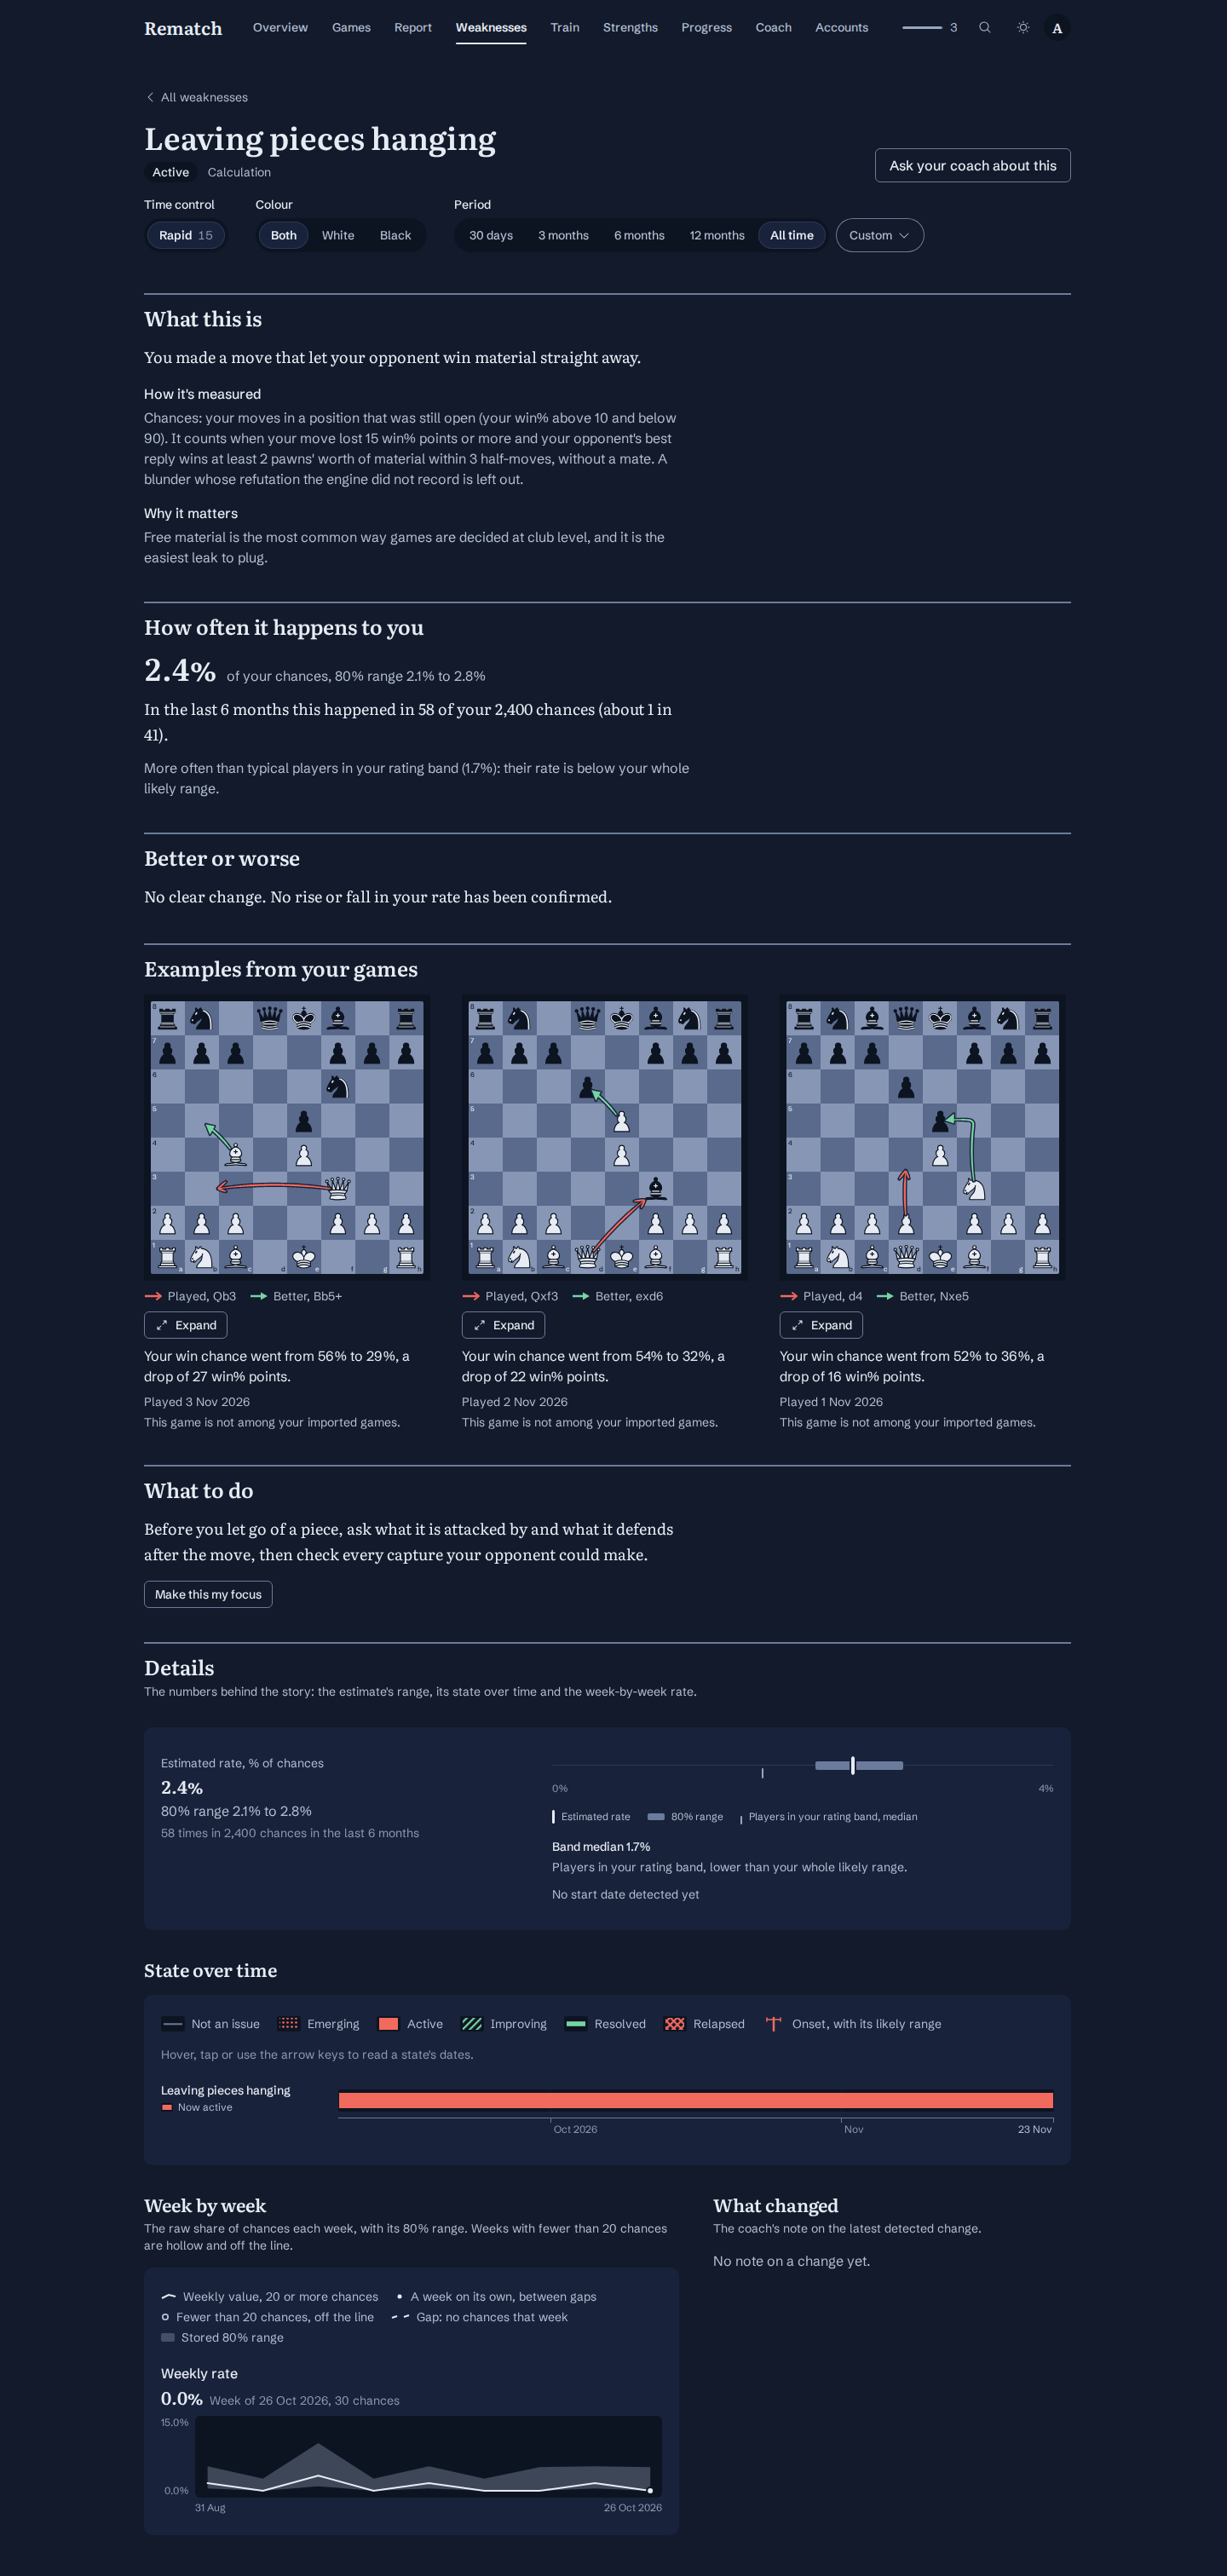 Rematch
Overview
Games
Report
Weaknesses
Train
Strengths
Progress
Coach
Accounts
3
A
All weaknesses
Leaving pieces hanging
Active
Calculation
Ask your coach about this
Time control
Colour
Period
Rapid 15
Both
White
Black
30 days
3 months
6 months
12 months
All time
Custom
What this is
You made a move that let your opponent win material straight away.
How it's measured
Chances: your moves in a position that was still open (your win% above 10 and below
90). It counts when your move lost 15 win% points or more and your opponent's best
reply wins at least 2 pawns' worth of material within 3 half-moves, without a mate. A
blunder whose refutation the engine did not record is left out.
Why it matters
Free material is the most common way games are decided at club level, and it is the
easiest leak to plug.
How often it happens to you
2.4% of your chances, 80% range 2.1% to 2.8%
In the last 6 months this happened in 58 of your 2,400 chances (about 1 in
41).
More often than typical players in your rating band (1.7%): their rate is below your whole
likely range.
Better or worse
No clear change. No rise or fall in your rate has been confirmed.
Examples from your games
8
7
6
5
4
3
2
1
a
b
c
d
e
f
g
h
8
7
6
5
4
3
2
1
a
b
c
d
e
f
g
h
8
7
6
5
4
3
2
1
a
b
c
d
e
f
g
h
Played, Qb3
Better, Bb5+
Played, Qxf3
Better, exd6
Played, d4
Better, Nxe5
Expand
Expand
Expand
Your win chance went from 56% to 29%, a
drop of 27 win% points.
Played 3 Nov 2026
This game is not among your imported games.
Your win chance went from 54% to 32%, a
drop of 22 win% points.
Played 2 Nov 2026
This game is not among your imported games.
Your win chance went from 52% to 36%, a
drop of 16 win% points.
Played 1 Nov 2026
This game is not among your imported games.
What to do
Before you let go of a piece, ask what it is attacked by and what it defends
after the move, then check every capture your opponent could make.
Make this my focus
Details
The numbers behind the story: the estimate's range, its state over time and the week-by-week rate.
Estimated rate, % of chances
2.4%
80% range 2.1% to 2.8%
58 times in 2,400 chances in the last 6 months
0%
4%
Estimated rate
80% range
Players in your rating band, median
Band median 1.7%
Players in your rating band, lower than your whole likely range.
No start date detected yet
State over time
Not an issue
Emerging
Active
Improving
Resolved
Relapsed
Onset, with its likely range
Hover, tap or use the arrow keys to read a state's dates.
Leaving pieces hanging
Now active
Oct 2026
Nov
23 Nov
Week by week
The raw share of chances each week, with its 80% range. Weeks with fewer than 20 chances
are hollow and off the line.
Weekly value, 20 or more chances
A week on its own, between gaps
Fewer than 20 chances, off the line
Gap: no chances that week
Stored 80% range
Weekly rate
0.0% Week of 26 Oct 2026, 30 chances
15.0%
0.0%
31 Aug
26 Oct 2026
What changed
The coach's note on the latest detected change.
No note on a change yet.